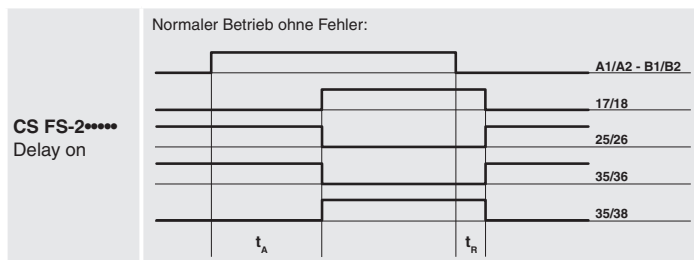 Normaler Betrieb ohne Fehler:
A1/A2 - B1/B2
17/18
CS FS-2•••••
Delay on
25/26
35/36
35/38
tA
tR